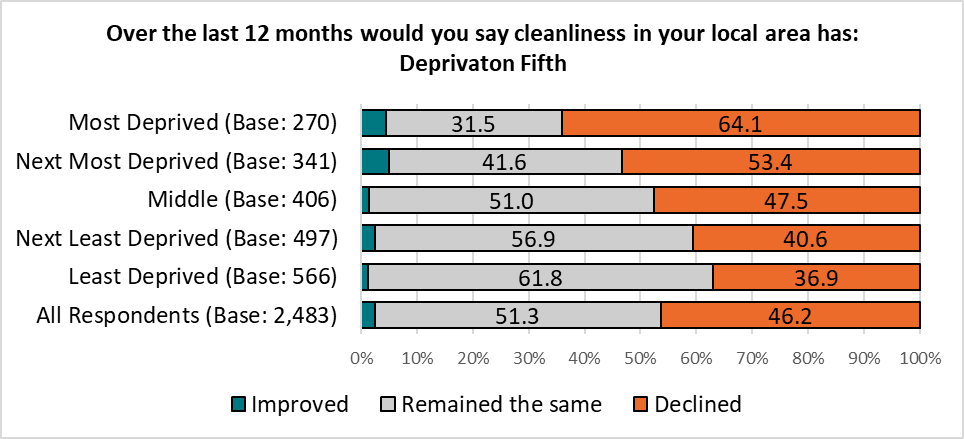 Over the last 12 months would you say cleanliness in your local area has:
Deprivaton Fifth
Most Deprived (Base: 270) 31.5 64.1
Next Most Deprived (Base: 341) 41.6 53.4
Middle (Base: 406) 51.0 47.5
Next Least Deprived (Base: 497) 56.9 40.6
Least Deprived (Base: 566) 61.8 36.9
All Respondents (Base: 2,483) 51.3 46.2
0% 10% 20% 30% 40% 50% 60% 70% 80% 90% 100%
Improved Remained the same Declined